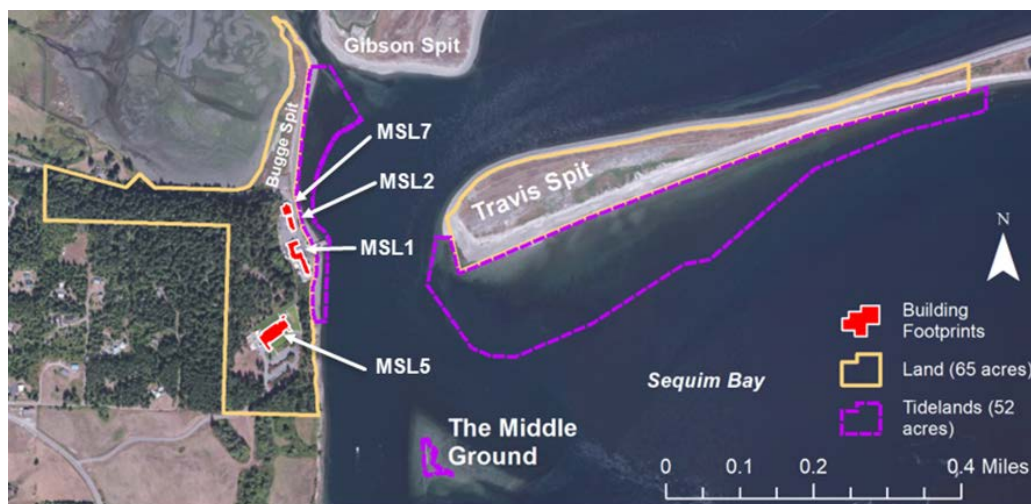 Gibson Spit
Bugge Spit
MSL7
MSL2
MSL1
MSL5
Travis Spit
N
Building
Footprints
Land (65 acres)
Tidelands (52
acres)
Sequim Bay
The Middle
Ground
0 0.1 0.2 0.4 Miles